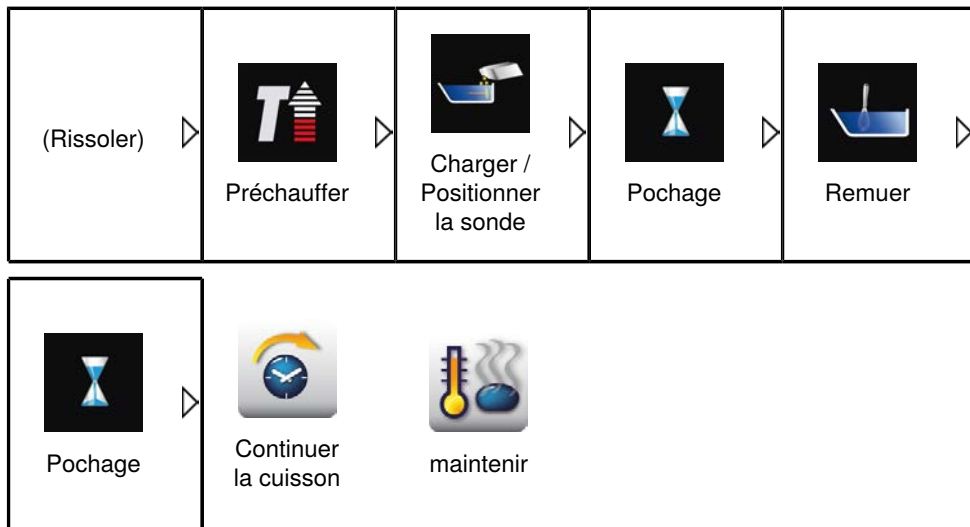 (Rissoler)
Préchauffer
Charger /
Positionner
la sonde
Pochage
Remuer
Pochage
Continuer
la cuisson
maintenir